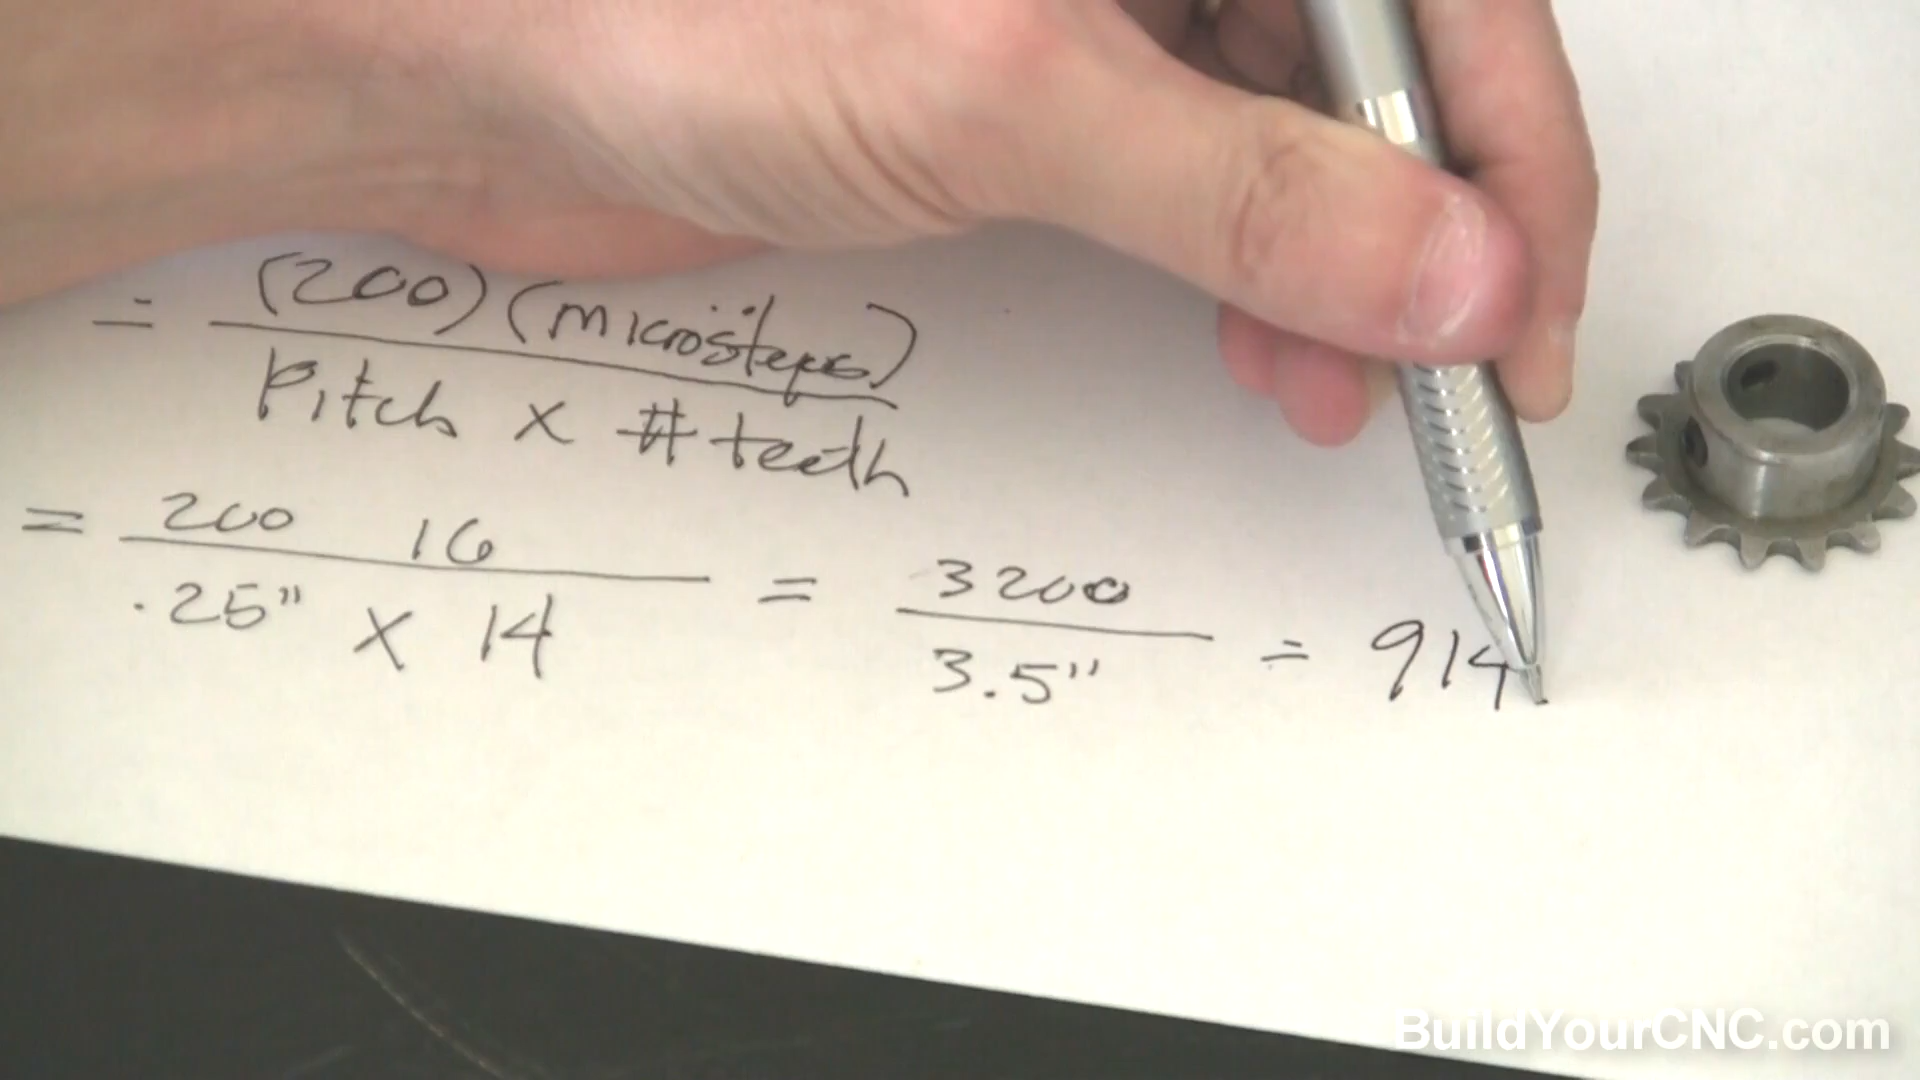 = (200) (microsteps)
Pitch x # teeth
= 200 16 = 3200 = 914.
.25" x 14 3.5"
BuildYourCNC.com